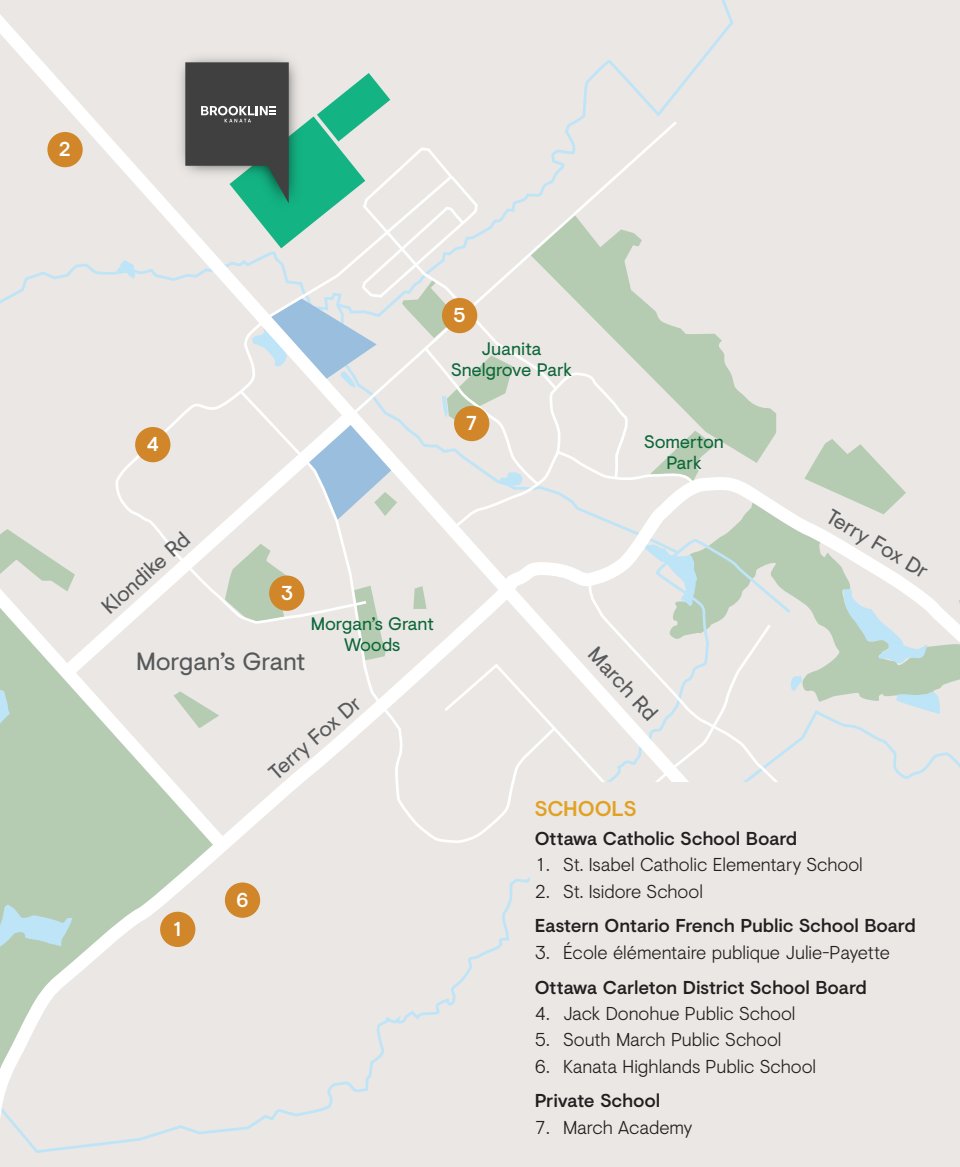 BROOKLINE
KANATA
2
5
Juanita
Snelgrove Park
7
4
Somerton
Park
Terry Fox Dr
Klondike Rd
3
Morgan's Grant
Woods
Morgan's Grant
March Rd
Terry Fox Dr
6
1
SCHOOLS
Ottawa Catholic School Board
1. St. Isabel Catholic Elementary School
2. St. Isidore School
Eastern Ontario French Public School Board
3. École élémentaire publique Julie-Payette
Ottawa Carleton District School Board
4. Jack Donohue Public School
5. South March Public School
6. Kanata Highlands Public School
Private School
7. March Academy